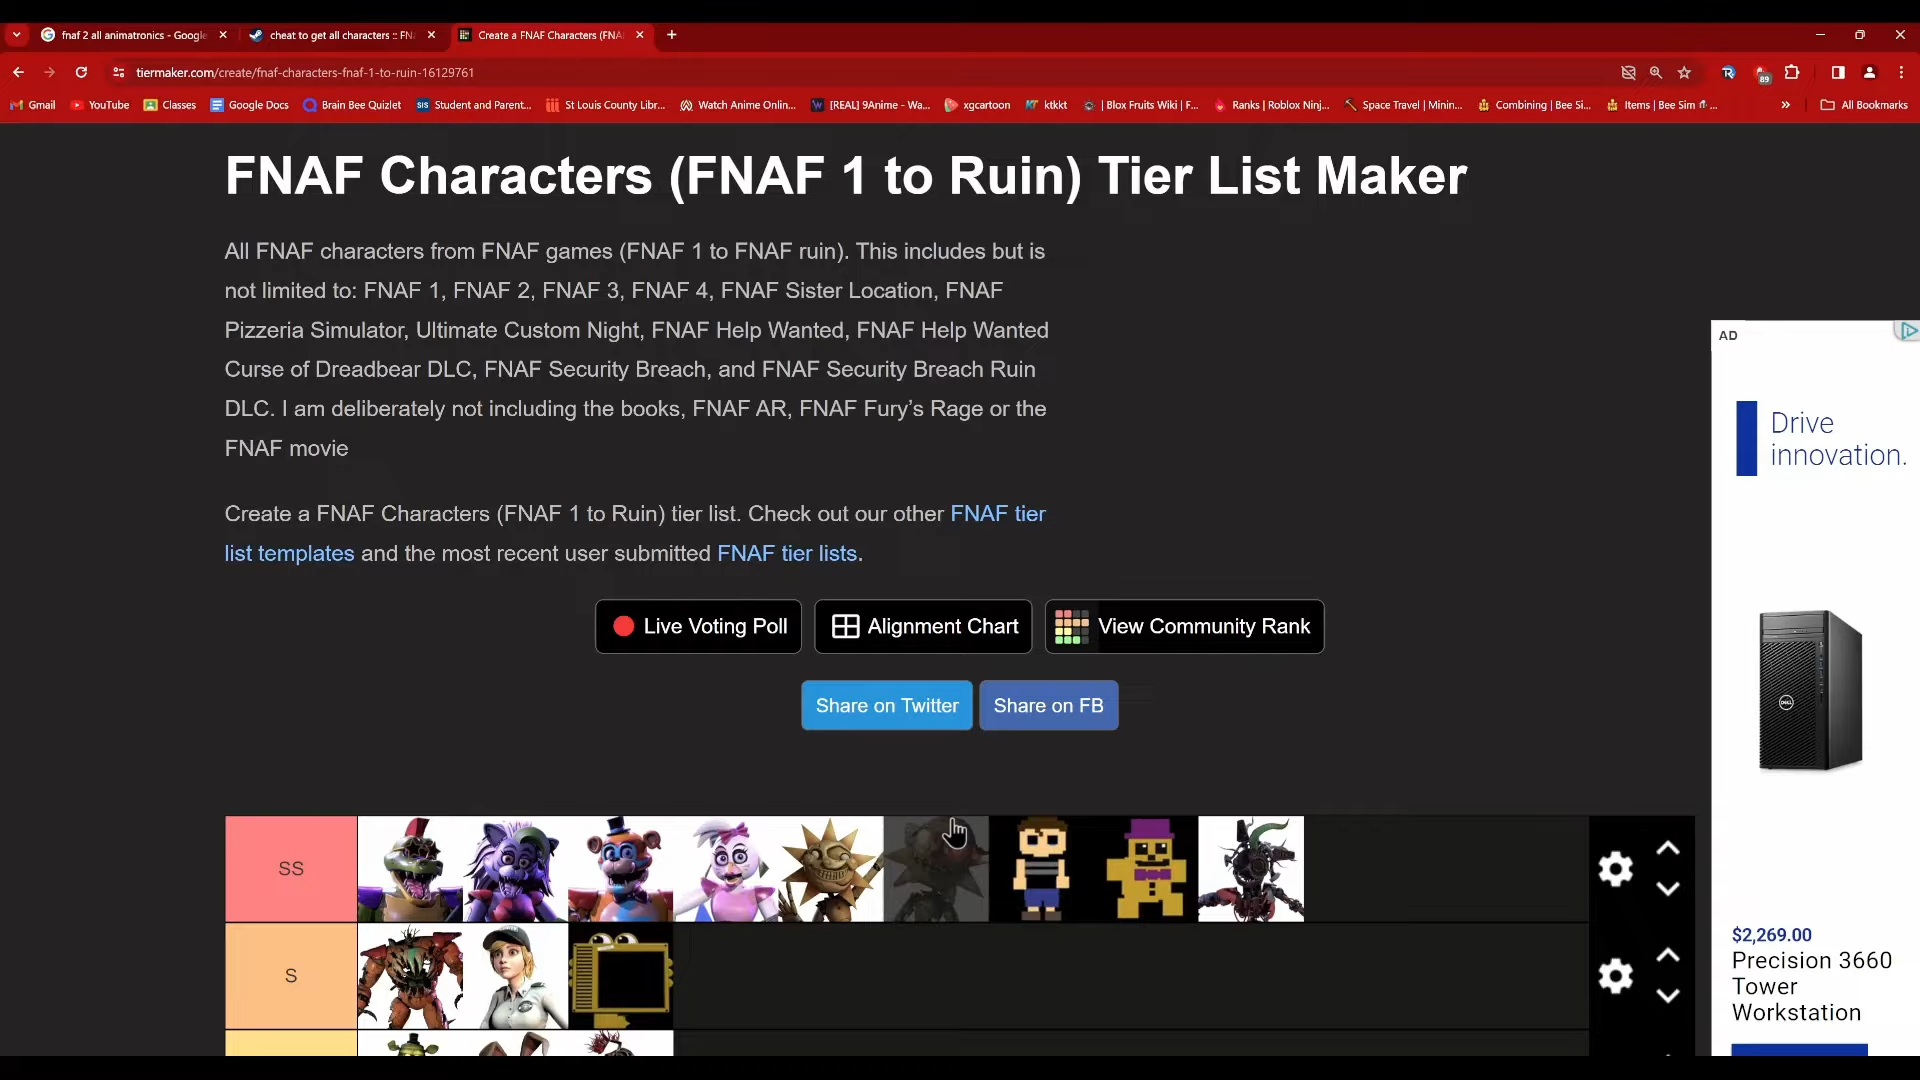 fnaf 2 all animatronics - Google
cheat to get all characters :: FNA
Create a FNAF Characters (FNA
tiermaker.com/create/fnaf-characters-fnaf-1-to-ruin-16129761
89
Gmail
YouTube
Classes
Google Docs
Brain Bee Quizlet
SIS
Student and Parent...
St Louis County Libr...
Watch Anime Onlin...
[REAL] 9Anime - Wa...
xgcartoon
ktkkt
| Blox Fruits Wiki | F...
Ranks | Roblox Ninj...
Space Travel | Minin...
Combining | Bee Si...
Items | Bee Sim
All Bookmarks
FNAF Characters (FNAF 1 to Ruin) Tier List Maker
All FNAF characters from FNAF games (FNAF 1 to FNAF ruin). This includes but is
not limited to: FNAF 1, FNAF 2, FNAF 3, FNAF 4, FNAF Sister Location, FNAF
Pizzeria Simulator, Ultimate Custom Night, FNAF Help Wanted, FNAF Help Wanted
Curse of Dreadbear DLC, FNAF Security Breach, and FNAF Security Breach Ruin
DLC. I am deliberately not including the books, FNAF AR, FNAF Fury's Rage or the
FNAF movie
Create a FNAF Characters (FNAF 1 to Ruin) tier list. Check out our other FNAF tier
list templates and the most recent user submitted FNAF tier lists.
Live Voting Poll
Alignment Chart
View Community Rank
Share on Twitter
Share on FB
SS
S
AD
Drive
innovation.
DELL
$2,269.00
Precision 3660
Tower
Workstation